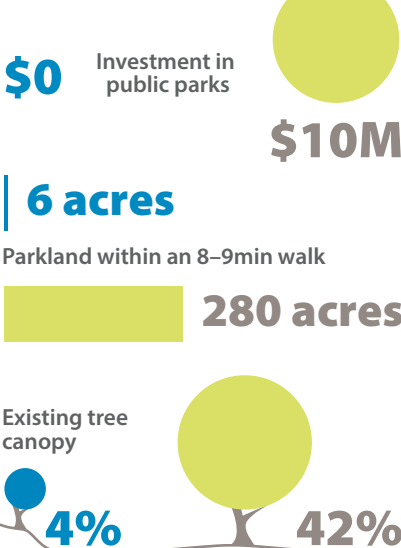 $0
Investment in
public parks
$10M
6 acres
Parkland within an 8–9min walk
280 acres
Existing tree
canopy
4%
42%